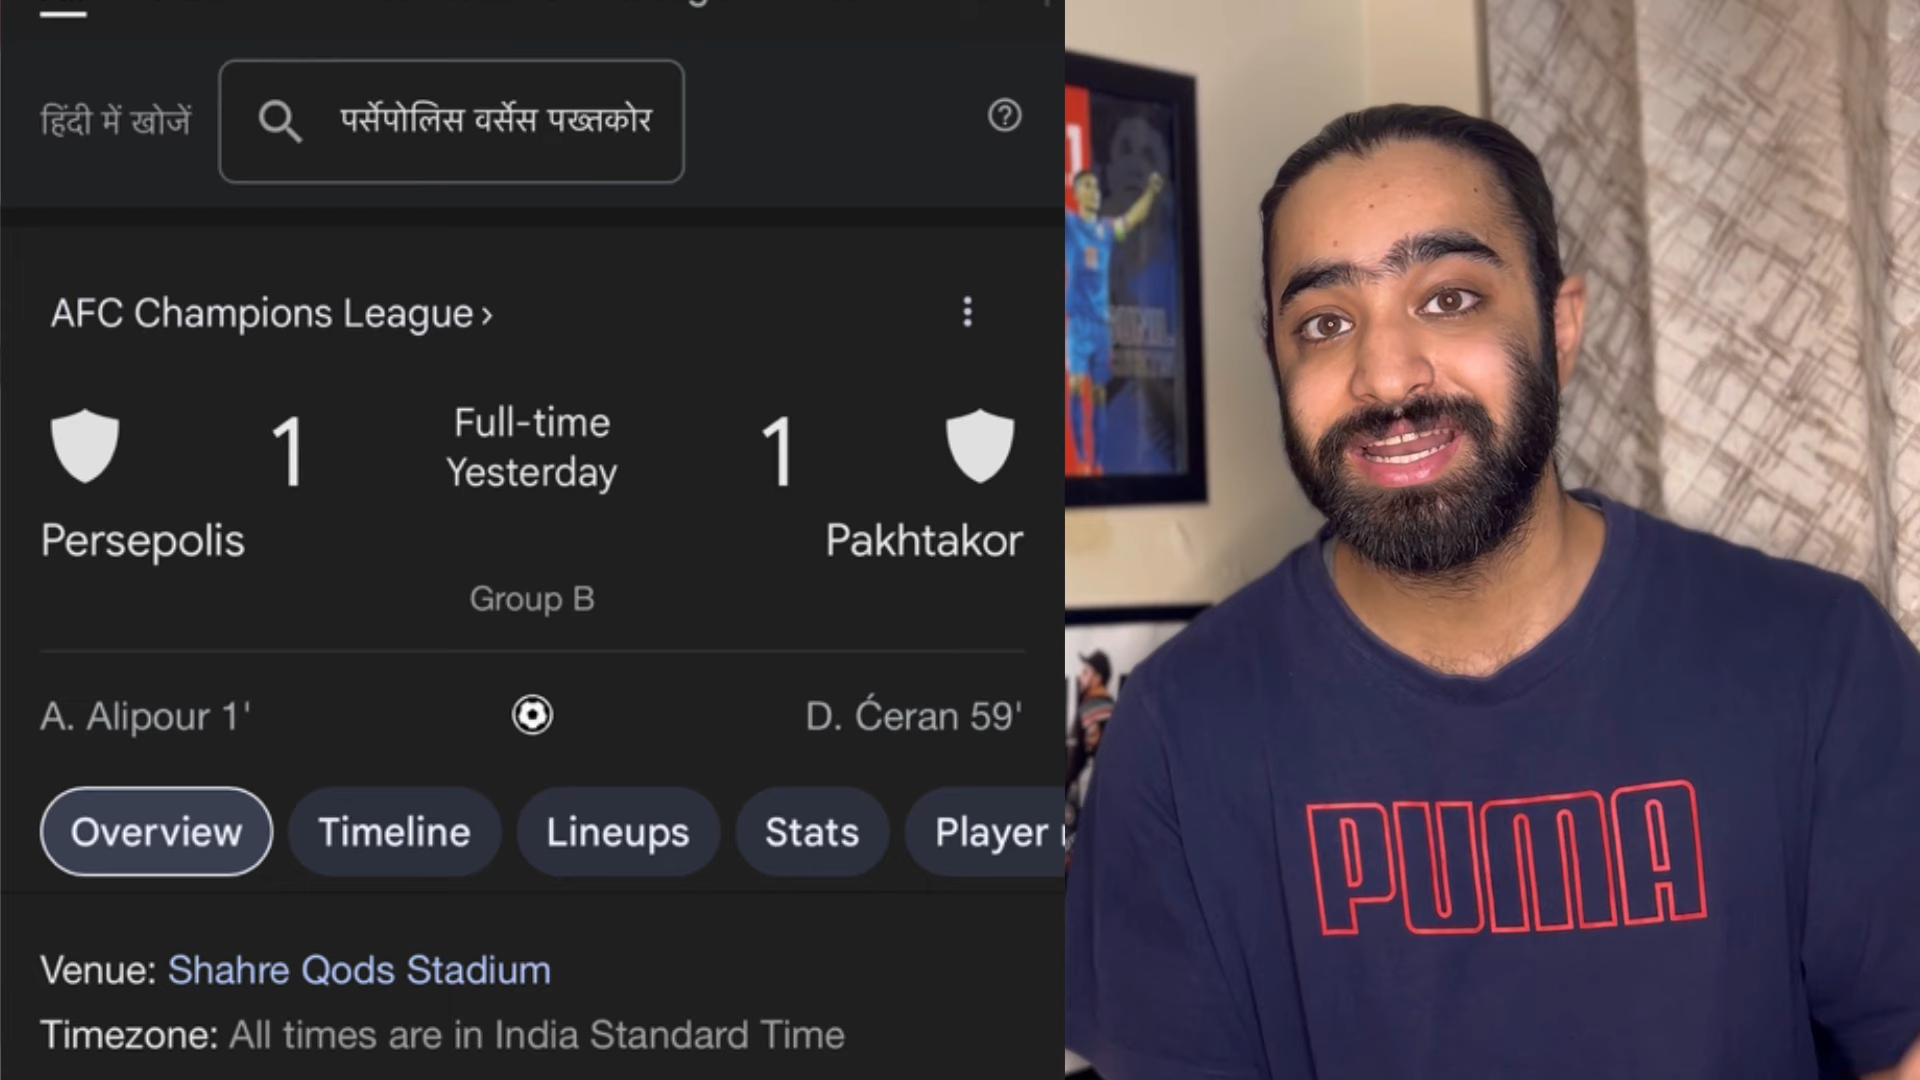 हिंदी में खोजें
पर्सेपोलिस वर्सेस पख्तकोर
AFC Champions League
1
Full-time
Yesterday
1
Persepolis
Pakhtakor
Group B
A. Alipour 1'
D. Ćeran 59'
Overview
Timeline
Lineups
Stats
Player
Venue: Shahre Qods Stadium
Timezone: All times are in India Standard Time
PUMA